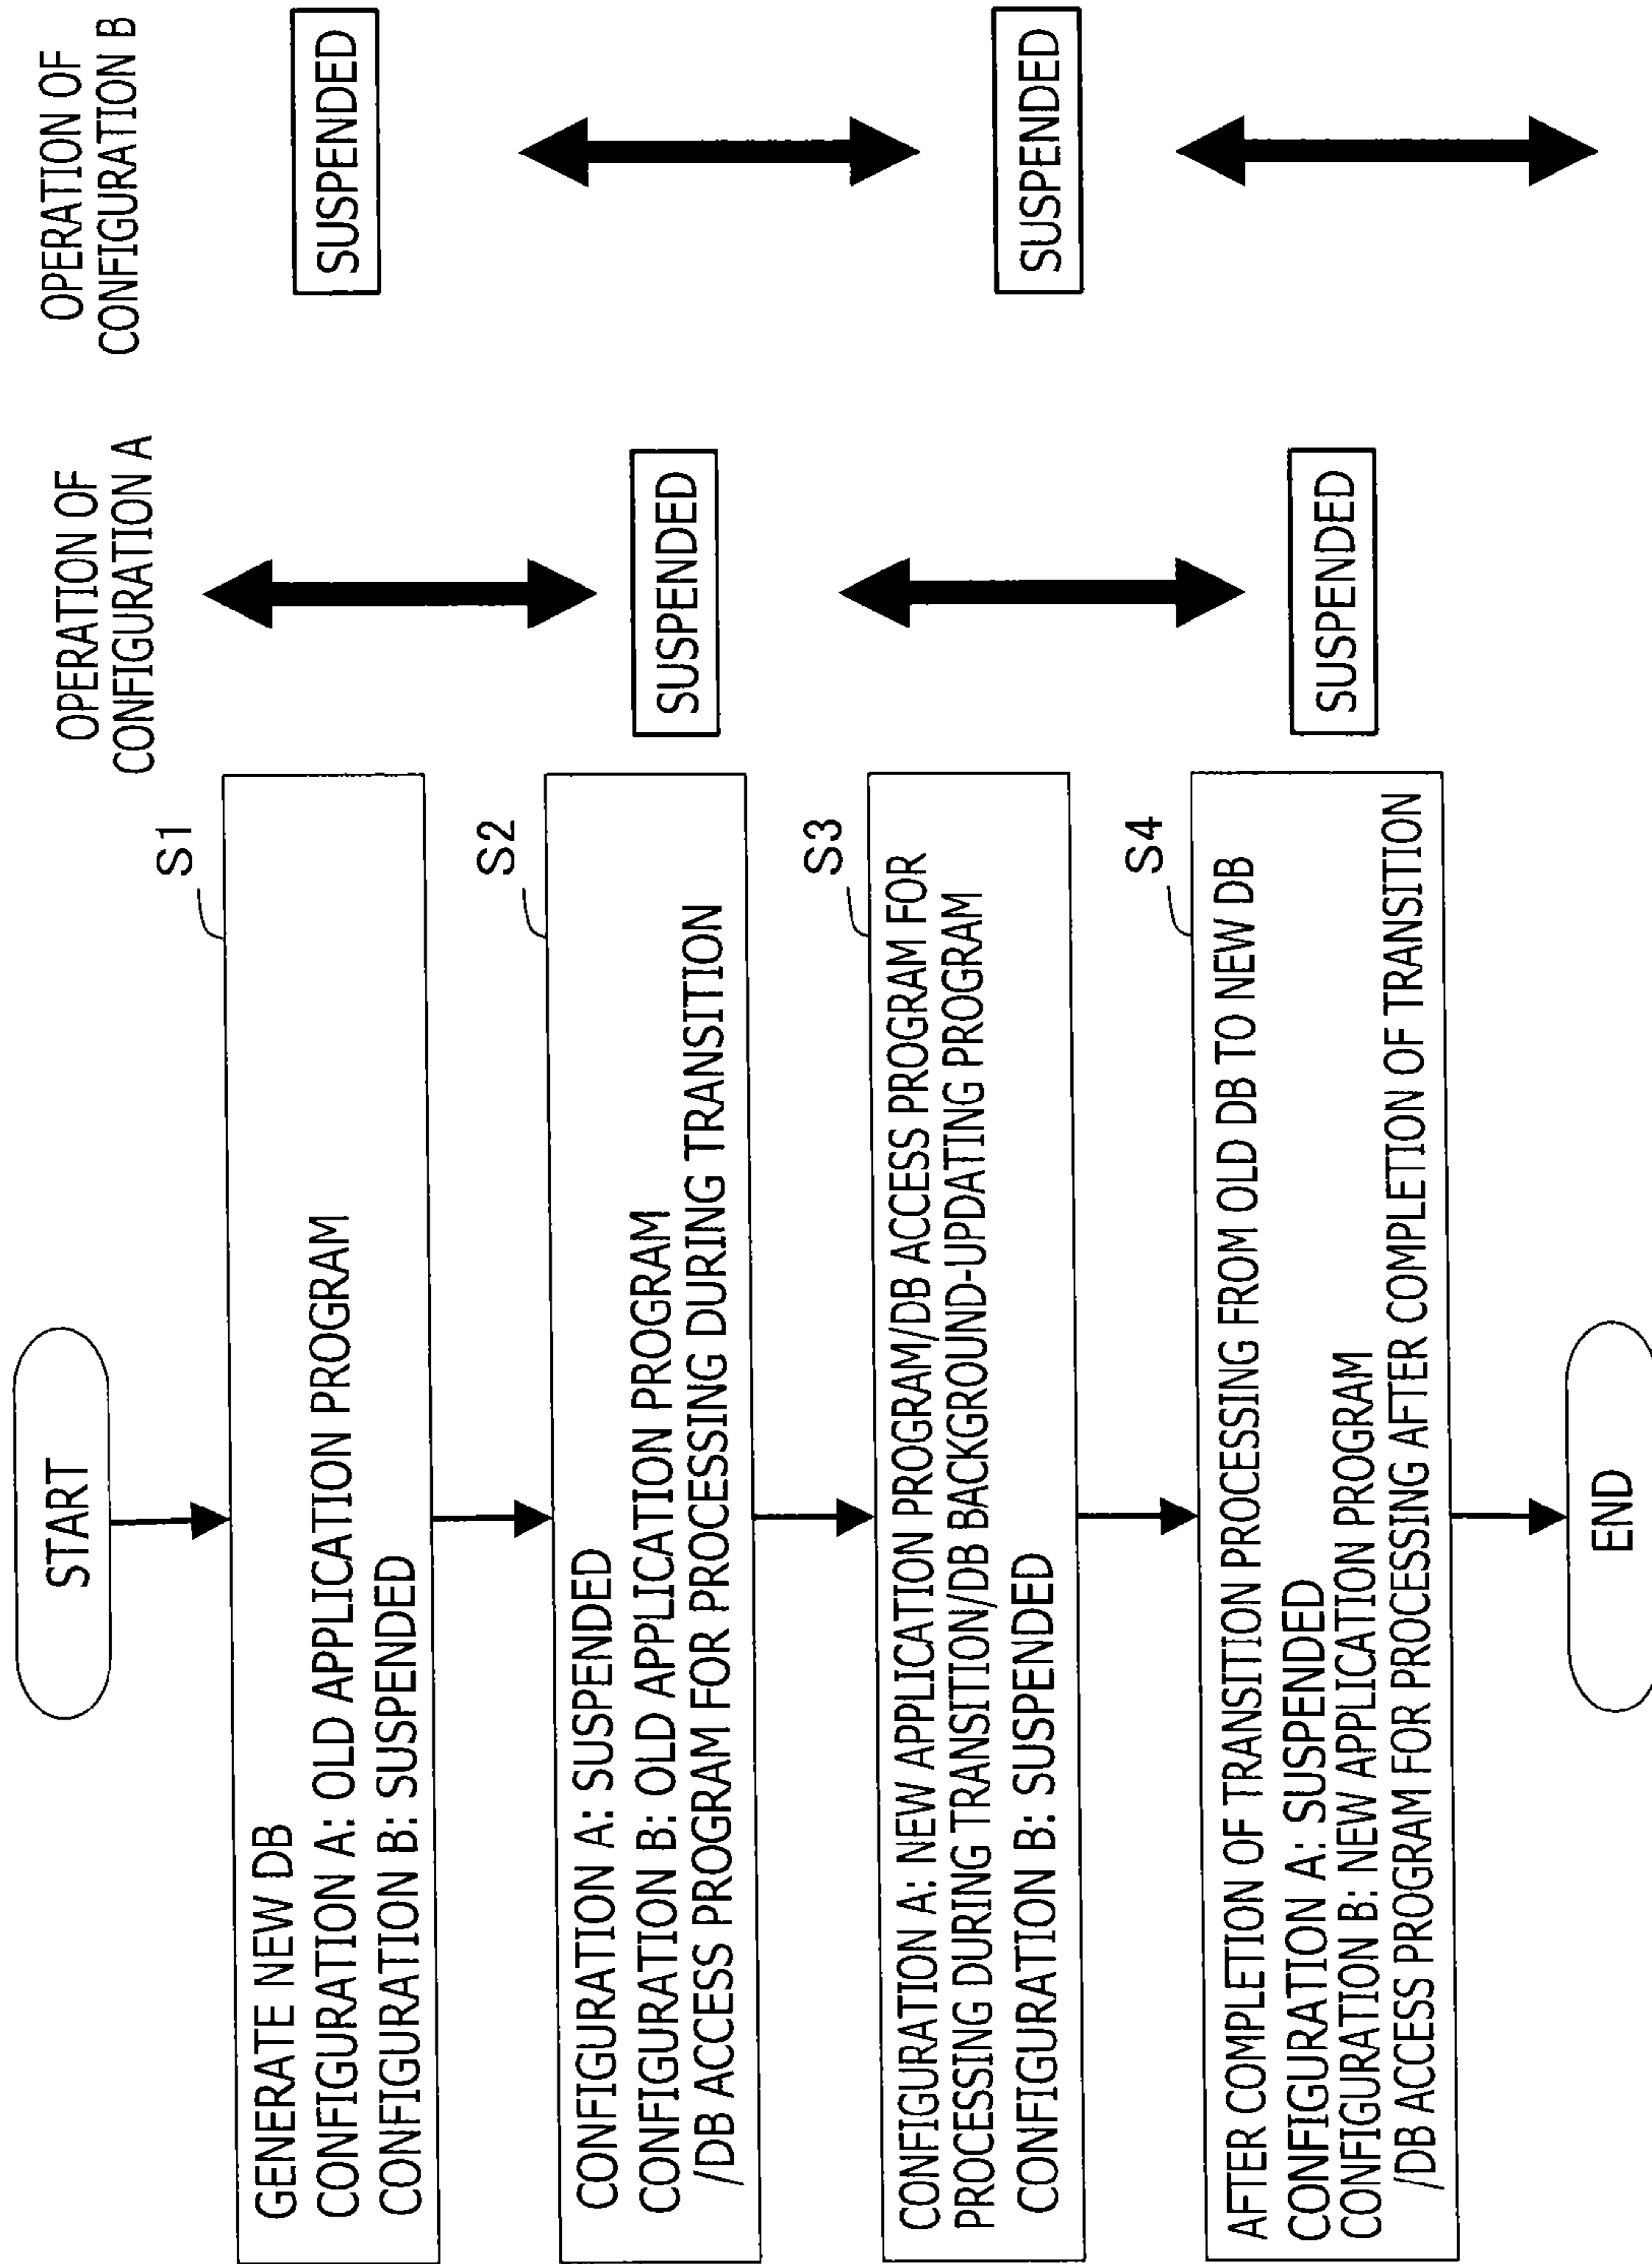 START
S1
GENERATE NEW DB
CONFIGURATION A: OLD APPLICATION PROGRAM
CONFIGURATION B: SUSPENDED
S2
CONFIGURATION A: SUSPENDED
CONFIGURATION B: OLD APPLICATION PROGRAM
/DB ACCESS PROGRAM FOR PROCESSING DURING TRANSITION
S3
CONFIGURATION A: NEW APPLICATION PROGRAM/DB ACCESS PROGRAM FOR
PROCESSING DURING TRANSITION/DB BACKGROUND-UPDATING PROGRAM
CONFIGURATION B: SUSPENDED
S4
AFTER COMPLETION OF TRANSITION PROCESSING FROM OLD DB TO NEW DB
CONFIGURATION A: SUSPENDED
CONFIGURATION B: NEW APPLICATION PROGRAM
/DB ACCESS PROGRAM FOR PROCESSING AFTER COMPLETION OF TRANSITION
END
OPERATION OF
CONFIGURATION A
SUSPENDED
SUSPENDED
OPERATION OF
CONFIGURATION B
SUSPENDED
SUSPENDED